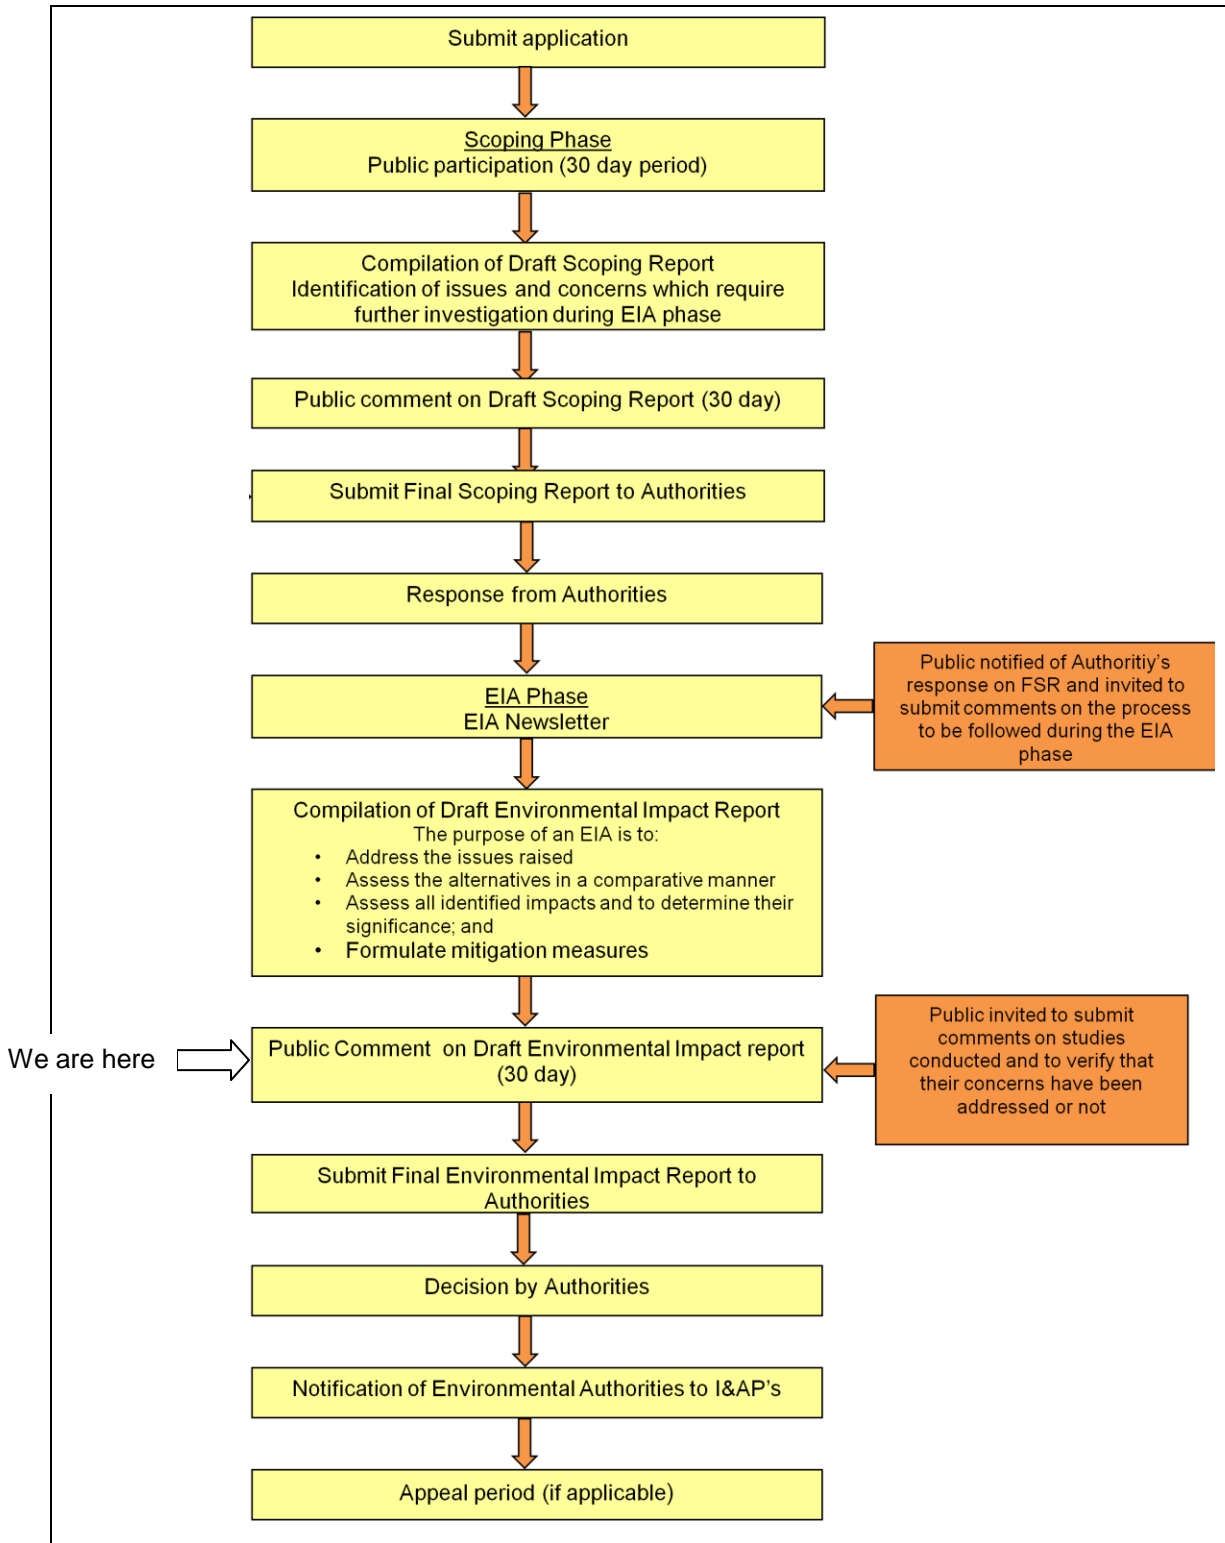 Submit application
Scoping Phase
Public participation (30 day period)
Compilation of Draft Scoping Report
Identification of issues and concerns which require
further investigation during EIA phase
Public comment on Draft Scoping Report (30 day)
Submit Final Scoping Report to Authorities
Response from Authorities
EIA Phase
EIA Newsletter
Public notified of Authoritiy's
response on FSR and invited to
submit comments on the process
to be followed during the EIA
phase
Compilation of Draft Environmental Impact Report
The purpose of an EIA is to:
• Address the issues raised
• Assess the alternatives in a comparative manner
• Assess all identified impacts and to determine their
significance; and
• Formulate mitigation measures
We are here
Public Comment on Draft Environmental Impact report
(30 day)
Public invited to submit
comments on studies
conducted and to verify that
their concerns have been
addressed or not
Submit Final Environmental Impact Report to
Authorities
Decision by Authorities
Notification of Environmental Authorities to I&AP's
Appeal period (if applicable)